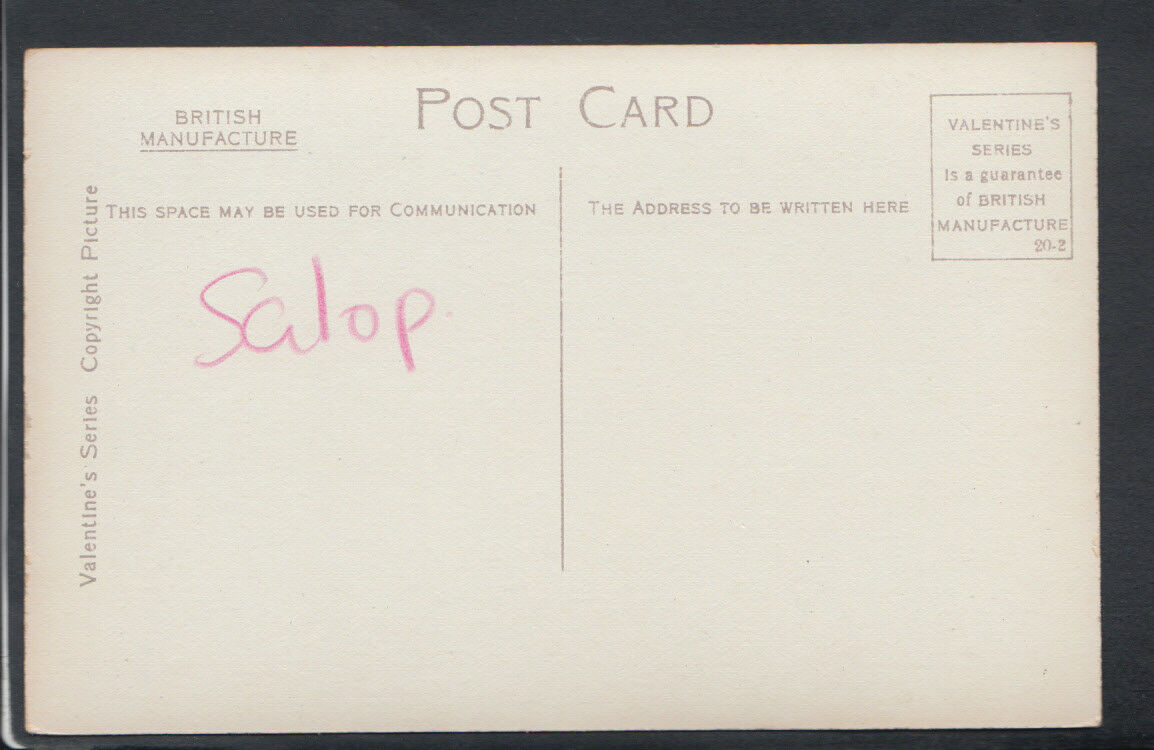 POST CARD
BRITISH
MANUFACTURE
VALENTINE'S
SERIES
Is a guarantee
of BRITISH
MANUFACTURE
20-2
THIS SPACE MAY BE USED FOR COMMUNICATION
THE ADDRESS TO BE WRITTEN HERE
Salop
Valentine's Series Copyright Picture